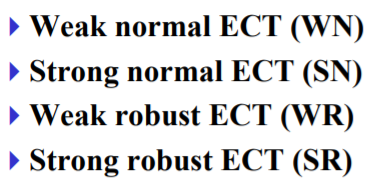 Weak normal ECT (WN)
Strong normal ECT (SN)
Weak robust ECT (WR)
Strong robust ECT (SR)